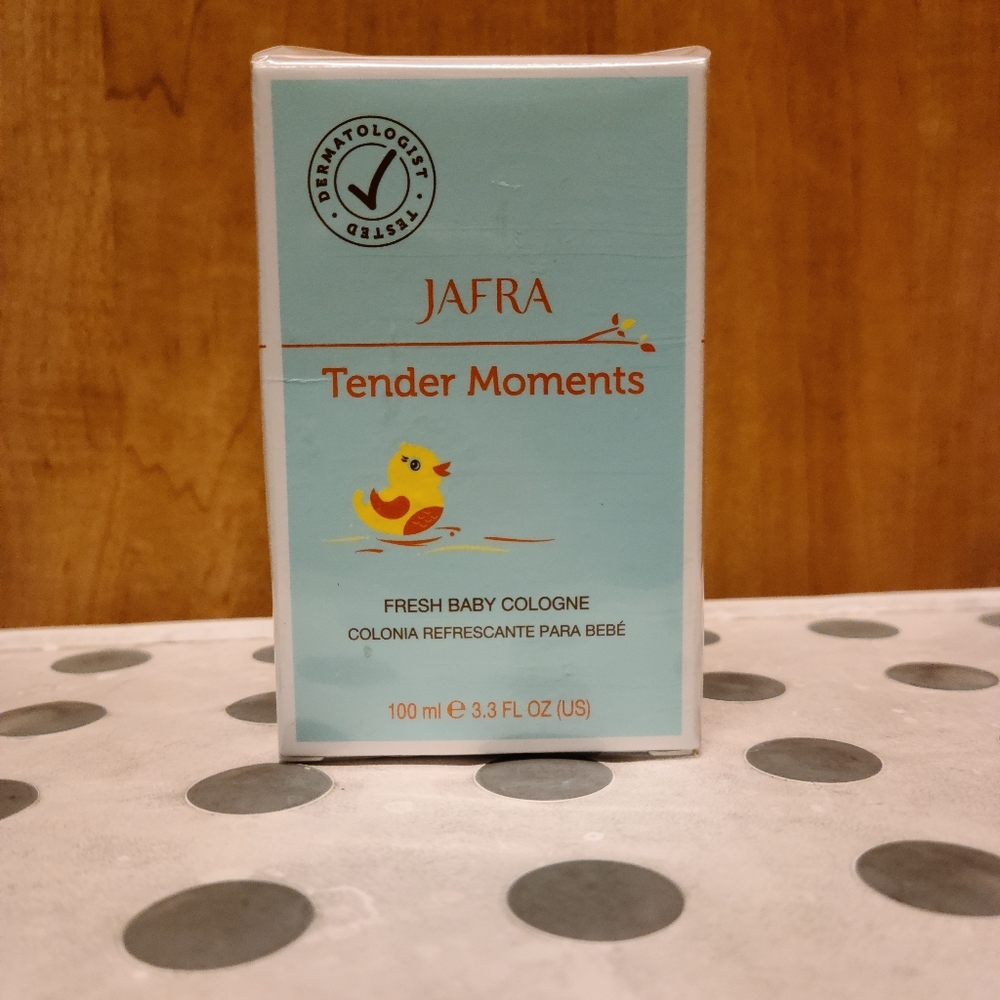 DERMATOLOGIST • TESTED •
JAFRA
Tender Moments
FRESH BABY COLOGNE
COLONIA REFRESCANTE PARA BEBÉ
100 ml ℮ 3.3 FL OZ (US)